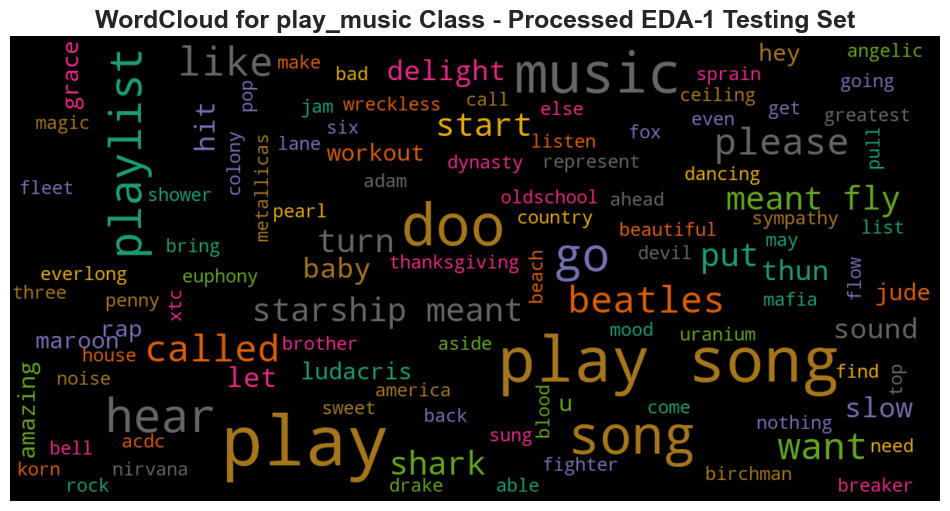 WordCloud for play_music Class - Processed EDA-1 Testing Set
grace
playlist
like
make
bad
delight
music
sprain
hey
angelic
going
magic
hit
pop
jam
wreckless
call
else
ceiling
even
get
greatest
six
start
fox
please
pull
fleet
shower
colony
metallicas
lane
workout
listen
dynasty
represent
dancing
adam
oldschool
ahead
meant fly
pearl
doo
country
beautiful
sympathy
list
bring
turn
go
devil
put
may
everlong
euphony
baby
thanksgiving
beach
thun
flow
three
penny
xtc
starship meant
beatles
mafia
jude
maroon
rap
brother
aside
mood
uranium
sound
house
called
play song
find
top
noise
let
ludacris
america
amazing
hear
sweet
back
u
blood
come
nothing
slow
bell
acdc
play
sung
song
want
need
korn
nirvana
shark
fighter
birchman
rock
drake
able
breaker